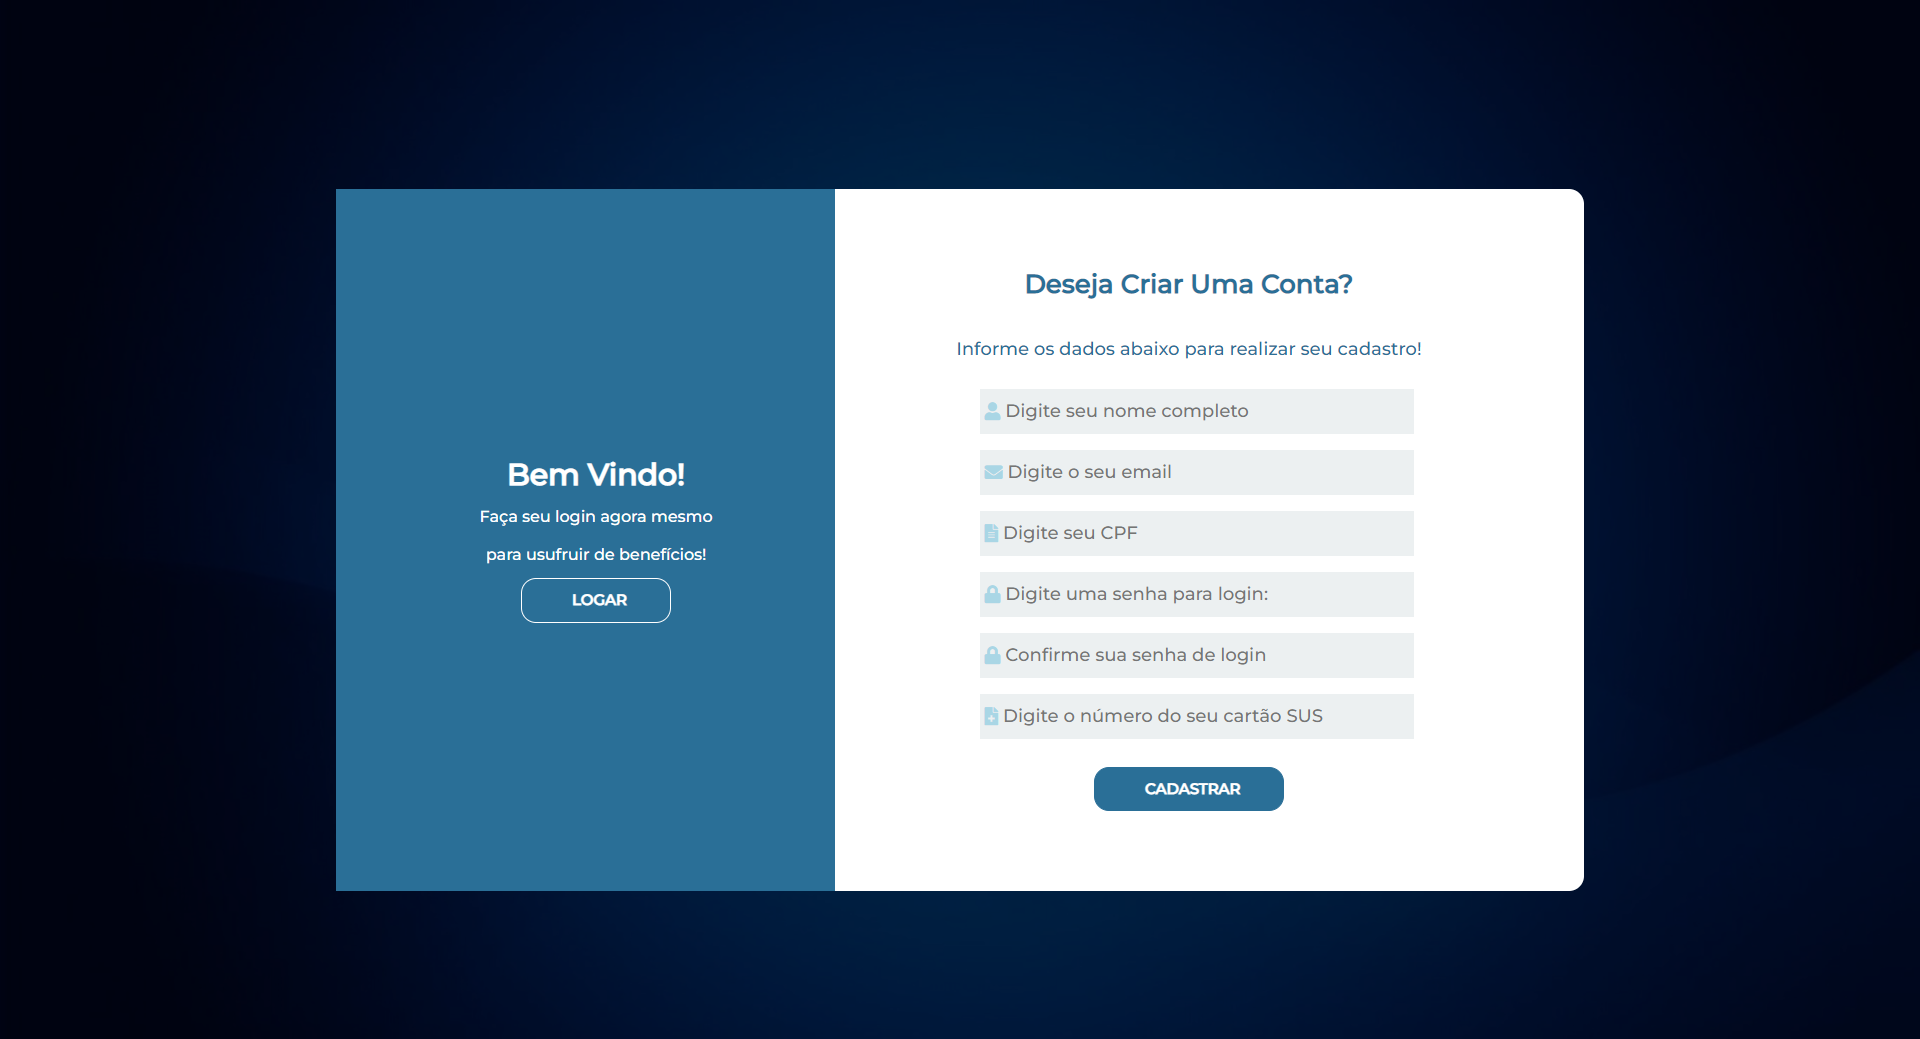 Bem Vindo!
Faça seu login agora mesmo
para usufruir de benefícios!
LOGAR
Deseja Criar Uma Conta?
Informe os dados abaixo para realizar seu cadastro!
Digite seu nome completo
Digite o seu email
Digite seu CPF
Digite uma senha para login:
Confirme sua senha de login
Digite o número do seu cartão SUS
CADASTRAR